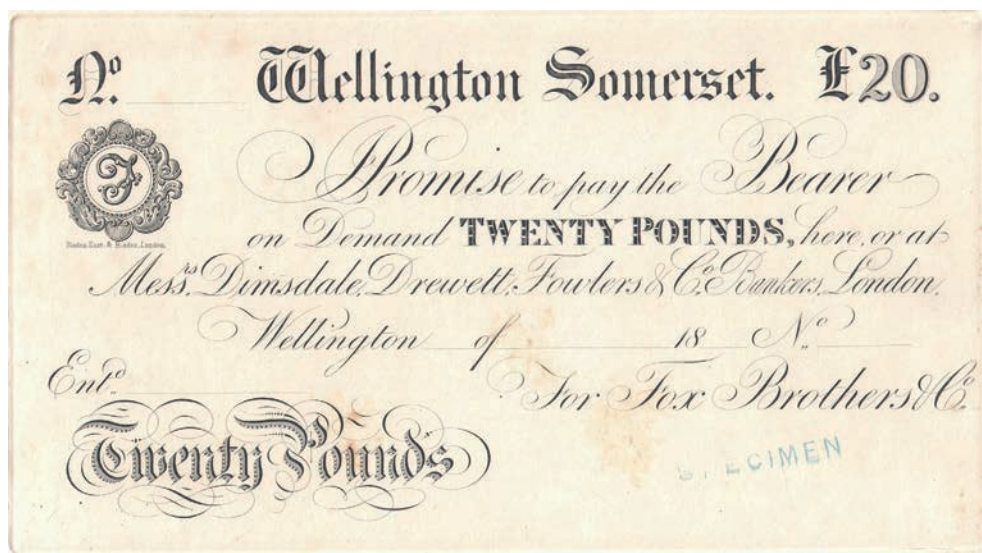 No. Wellington Somerset. £20.
F
I Promise to pay the Bearer
on Demand TWENTY POUNDS, here, or at
Messrs. Dimsdale, Drewett, Fowlers & Co. Bankers, London.
Wellington of 18 No.
Entd.
For Fox Brothers & Co.
Twenty Pounds
SPECIMEN